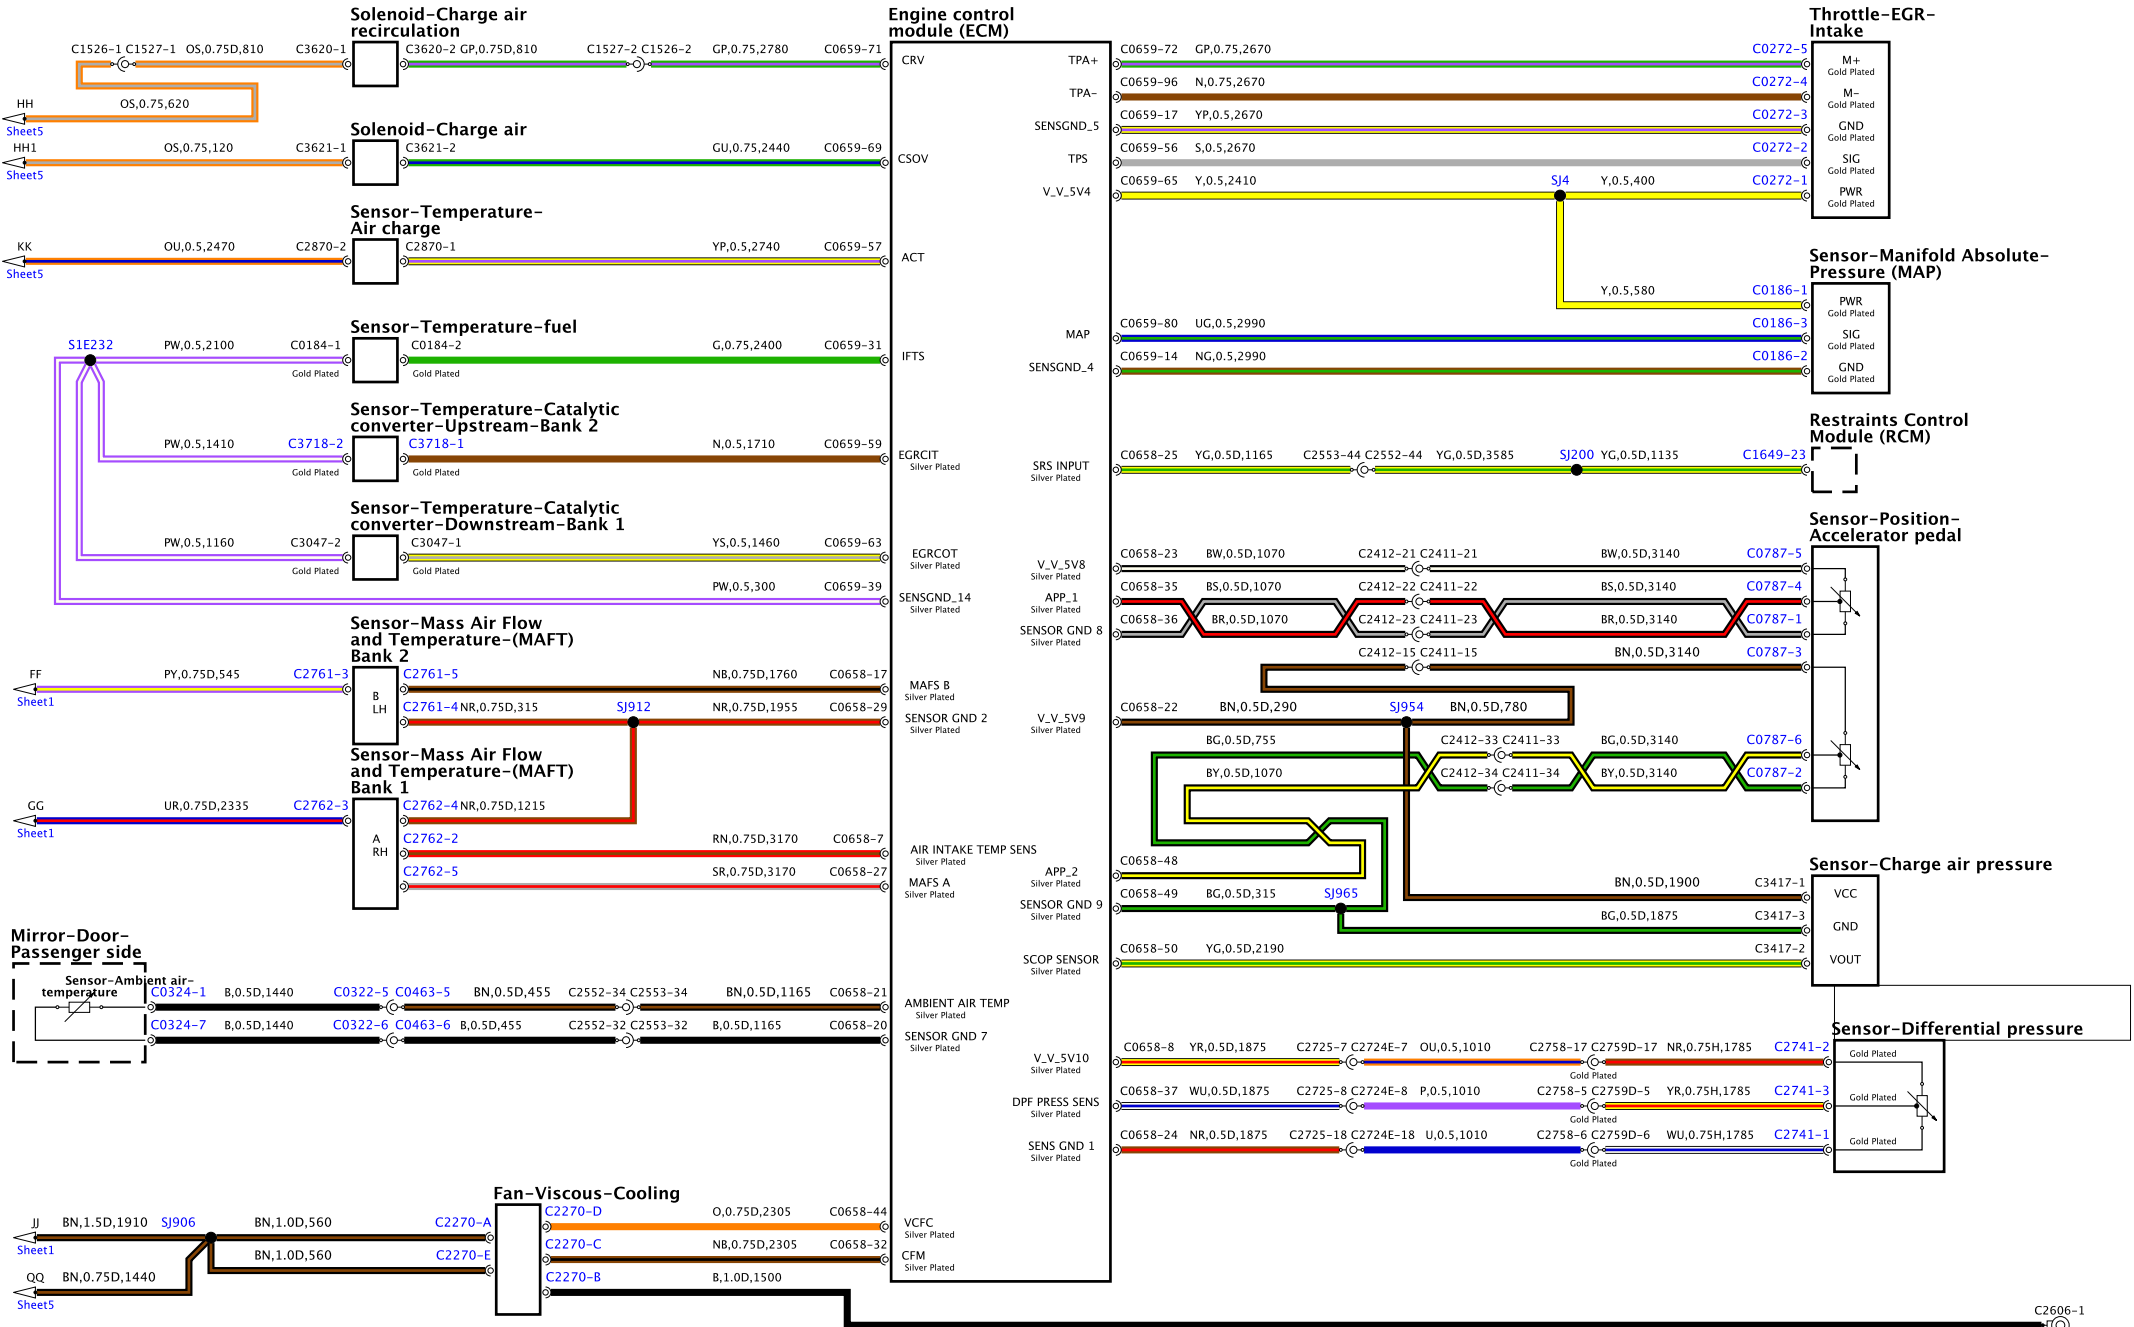 Solenoid-Charge air
recirculation
C1526-1 C1527-1 OS,0.75D,810 C3620-1
C3620-2 GP,0.75D,810 C1527-2 C1526-2 GP,0.75,2780 C0659-71
HH
OS,0.75,620
Sheet5
Solenoid-Charge air
HH1 OS,0.75,120 C3621-1
C3621-2 GU,0.75,2440 C0659-69
Sheet5
Sensor-Temperature-
Air charge
KK OU,0.5,2470 C2870-2
C2870-1 YP,0.5,2740 C0659-57
Sheet5
Sensor-Temperature-fuel
S1E232 PW,0.5,2100 C0184-1
C0184-2 G,0.75,2400 C0659-31
Gold Plated
Gold Plated
Sensor-Temperature-Catalytic
converter-Upstream-Bank 2
PW,0.5,1410 C3718-2
C3718-1 N,0.5,1710 C0659-59
Gold Plated
Gold Plated
Sensor-Temperature-Catalytic
converter-Downstream-Bank 1
PW,0.5,1160 C3047-2
C3047-1 YS,0.5,1460 C0659-63
Gold Plated
Gold Plated
PW,0.5,300 C0659-39
Sensor-Mass Air Flow
and Temperature-(MAFT)
Bank 2
FF PY,0.75D,545 C2761-3
C2761-5 NB,0.75D,1760 C0658-17
Sheet1
B
LH
C2761-4 NR,0.75D,315 SJ912 NR,0.75D,1955 C0658-29
Sensor-Mass Air Flow
and Temperature-(MAFT)
Bank 1
GG UR,0.75D,2335 C2762-3
C2762-4 NR,0.75D,1215
Sheet1
A
RH
C2762-2 RN,0.75D,3170 C0658-7
C2762-5 SR,0.75D,3170 C0658-27
Mirror-Door-
Passenger side
Sensor-Ambient air-
temperature
C0324-1 B,0.5D,1440 C0322-5 C0463-5 BN,0.5D,455 C2552-34 C2553-34 BN,0.5D,1165 C0658-21
C0324-7 B,0.5D,1440 C0322-6 C0463-6 B,0.5D,455 C2552-32 C2553-32 B,0.5D,1165 C0658-20
Fan-Viscous-Cooling
JJ BN,1.5D,1910 SJ906 BN,1.0D,560 C2270-A
Sheet1
BN,1.0D,560 C2270-E
QQ BN,0.75D,1440
Sheet5
C2270-D O,0.75D,2305 C0658-44
C2270-C NB,0.75D,2305 C0658-32
C2270-B B,1.0D,1500
Engine control
module (ECM)
CRV
CSOV
ACT
IFTS
EGRCIT
Silver Plated
EGRCOT
Silver Plated
SENSGND_14
Silver Plated
MAFS B
Silver Plated
SENSOR GND 2
Silver Plated
AIR INTAKE TEMP SENS
Silver Plated
MAFS A
Silver Plated
AMBIENT AIR TEMP
Silver Plated
SENSOR GND 7
Silver Plated
VCFC
Silver Plated
CFM
Silver Plated
TPA+
TPA-
SENSGND_5
TPS
V_V_5V4
MAP
SENSGND_4
SRS INPUT
Silver Plated
V_V_5V8
Silver Plated
APP_1
Silver Plated
SENSOR GND 8
Silver Plated
V_V_5V9
Silver Plated
APP_2
Silver Plated
SENSOR GND 9
Silver Plated
SCOP SENSOR
Silver Plated
V_V_5V10
Silver Plated
DPF PRESS SENS
Silver Plated
SENS GND 1
Silver Plated
Throttle-EGR-
Intake
C0659-72 GP,0.75,2670 C0272-5
M+
Gold Plated
C0659-96 N,0.75,2670 C0272-4
M-
Gold Plated
C0659-17 YP,0.5,2670 C0272-3
GND
Gold Plated
C0659-56 S,0.5,2670 C0272-2
SIG
Gold Plated
C0659-65 Y,0.5,2410 SJ4 Y,0.5,400 C0272-1
PWR
Gold Plated
Sensor-Manifold Absolute-
Pressure (MAP)
Y,0.5,580 C0186-1
PWR
Gold Plated
C0659-80 UG,0.5,2990 C0186-3
SIG
Gold Plated
C0659-14 NG,0.5,2990 C0186-2
GND
Gold Plated
Restraints Control
Module (RCM)
C0658-25 YG,0.5D,1165 C2553-44 C2552-44 YG,0.5D,3585 SJ200 YG,0.5D,1135 C1649-23
Sensor-Position-
Accelerator pedal
C0658-23 BW,0.5D,1070 C2412-21 C2411-21 BW,0.5D,3140 C0787-5
C0658-35 BS,0.5D,1070 C2412-22 C2411-22 BS,0.5D,3140 C0787-4
C0658-36 BR,0.5D,1070 C2412-23 C2411-23 BR,0.5D,3140 C0787-1
C2412-15 C2411-15 BN,0.5D,3140 C0787-3
C0658-22 BN,0.5D,290 SJ954 BN,0.5D,780
BG,0.5D,755 C2412-33 C2411-33 BG,0.5D,3140 C0787-6
BY,0.5D,1070 C2412-34 C2411-34 BY,0.5D,3140 C0787-2
C0658-48
Sensor-Charge air pressure
C0658-49 BG,0.5D,315 SJ965
BN,0.5D,1900 C3417-1 VCC
BG,0.5D,1875 C3417-3 GND
C0658-50 YG,0.5D,2190 C3417-2 VOUT
Sensor-Differential pressure
C0658-8 YR,0.5D,1875 C2725-7 C2724E-7 OU,0.5,1010 C2758-17 C2759D-17 NR,0.75H,1785 C2741-2
Gold Plated
Gold Plated
C0658-37 WU,0.5D,1875 C2725-8 C2724E-8 P,0.5,1010 C2758-5 C2759D-5 YR,0.75H,1785 C2741-3
Gold Plated
Gold Plated
C0658-24 NR,0.5D,1875 C2725-18 C2724E-18 U,0.5,1010 C2758-6 C2759D-6 WU,0.75H,1785 C2741-1
Gold Plated
Gold Plated
C2606-1